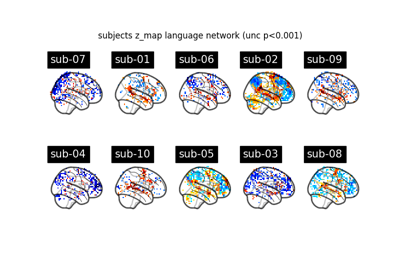 subjects z_map language network (unc p<0.001)
sub-07 sub-01 sub-06 sub-02 sub-09
sub-04 sub-10 sub-05 sub-03 sub-08